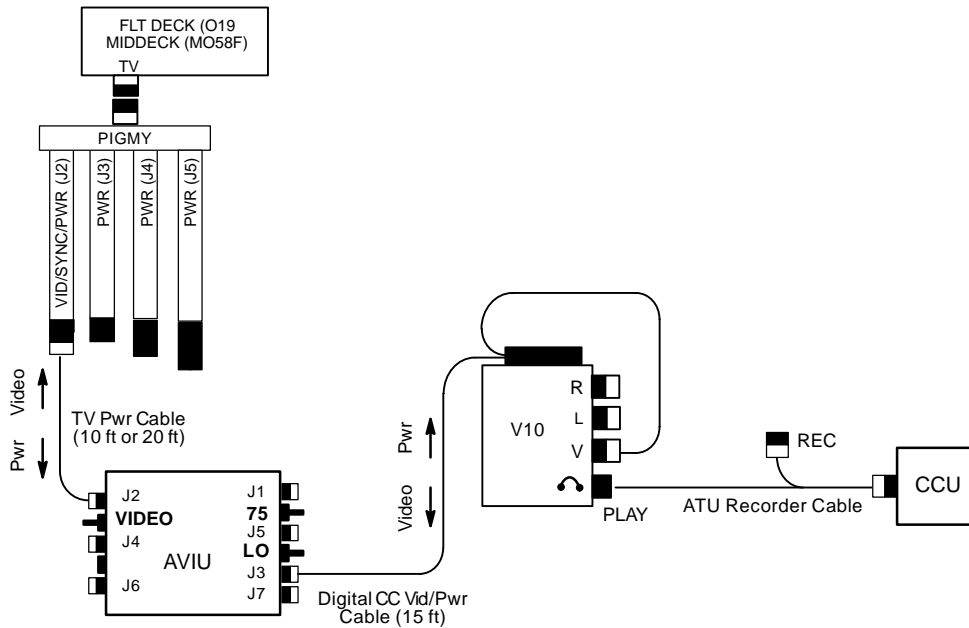 FLT DECK (O19
MIDDECK (MO58F)
TV
PIGMY
VID/SYNC/PWR (J2)
PWR (J3)
PWR (J4)
PWR (J5)
Video
Pwr
TV Pwr Cable
(10 ft or 20 ft)
J2
VIDEO
J4
J6
AVIU
J1
75
J5
LO
J3
J7
Digital CC Vid/Pwr
Cable (15 ft)
Pwr
Video
V10
R
L
V
PLAY
REC
ATU Recorder Cable
CCU